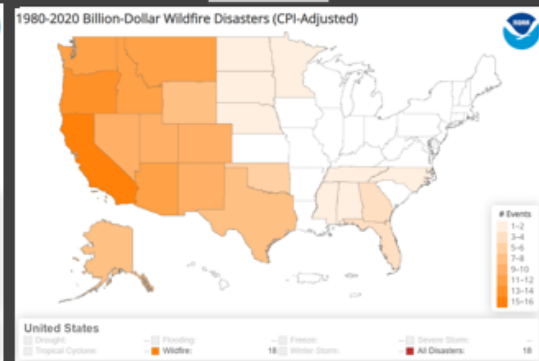 1980-2020 Billion-Dollar Wildfire Disasters (CPI-Adjusted)
NOAA
# Events
1-2
3-4
5-6
7-8
9-10
11-12
13-14
15-16
United States
Drought: --
Flooding: --
Freeze: --
Severe Storm: --
Tropical Cyclone: --
Wildfire: 18
Winter Storm: --
All Disasters: 18